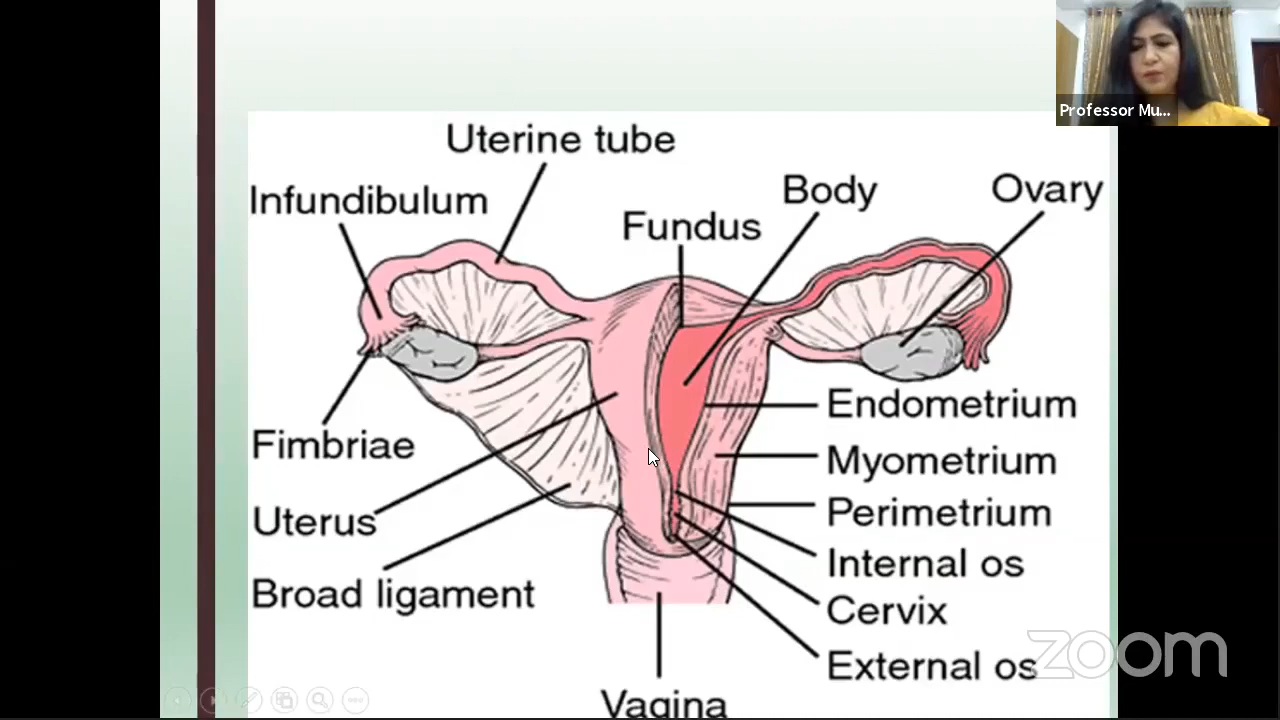 Professor Mu...
Uterine tube
Infundibulum
Body
Ovary
Fundus
Endometrium
Fimbriae
Myometrium
Perimetrium
Uterus
Internal os
Broad ligament
Cervix
External os
zoom
Vagina